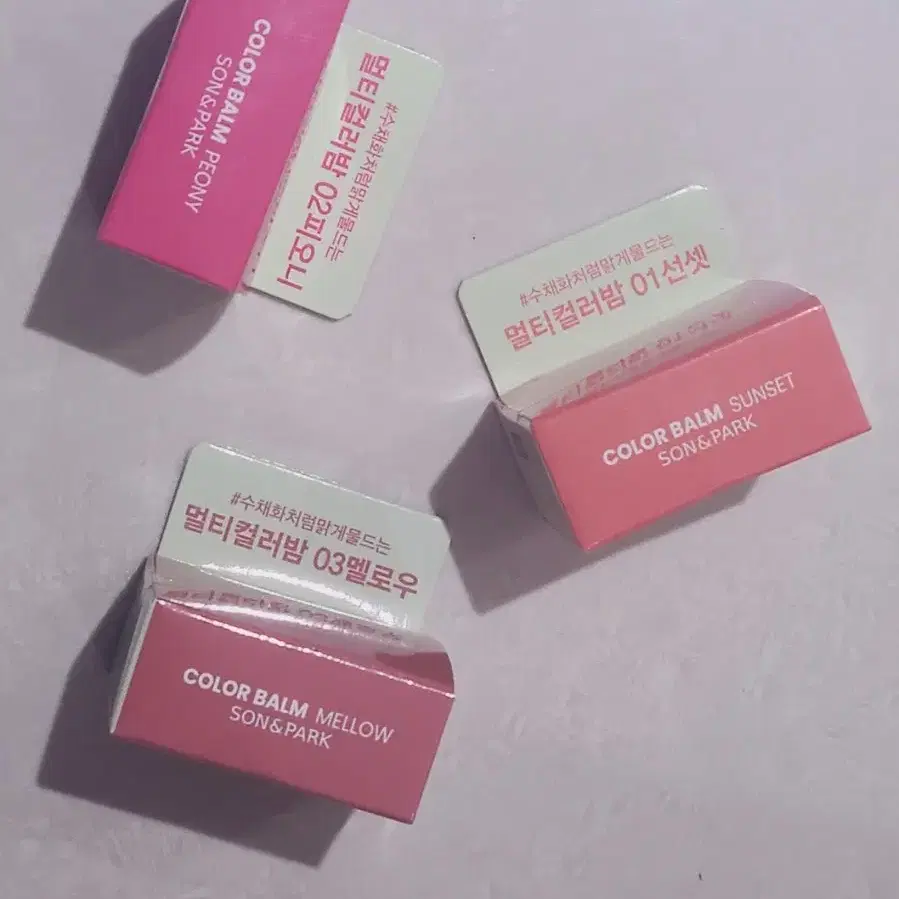 COLOR BALM PEONY
SON&PARK
#수채화처럼맑게물드는
멀티컬러밤 02피오니
#수채화처럼맑게물드는
멀티컬러밤 01선셋
COLOR BALM SUNSET
SON&PARK
#수채화처럼맑게물드는
멀티컬러밤 03멜로우
COLOR BALM MELLOW
SON&PARK